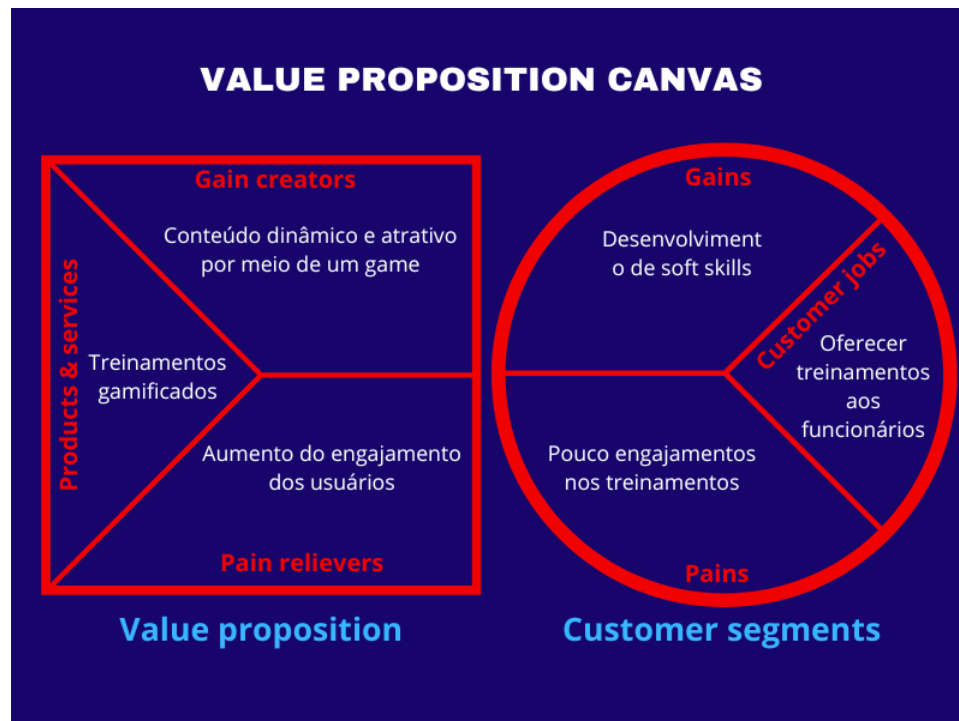 VALUE PROPOSITION CANVAS
Gain creators
Conteúdo dinâmico e atrativo
por meio de um game
Products & services
Treinamentos
gamificados
Aumento do engajamento
dos usuários
Pain relievers
Value proposition
Gains
Desenvolviment
o de soft skills
Customer jobs
Oferecer
treinamentos
aos
funcionários
Pouco engajamentos
nos treinamentos
Pains
Customer segments